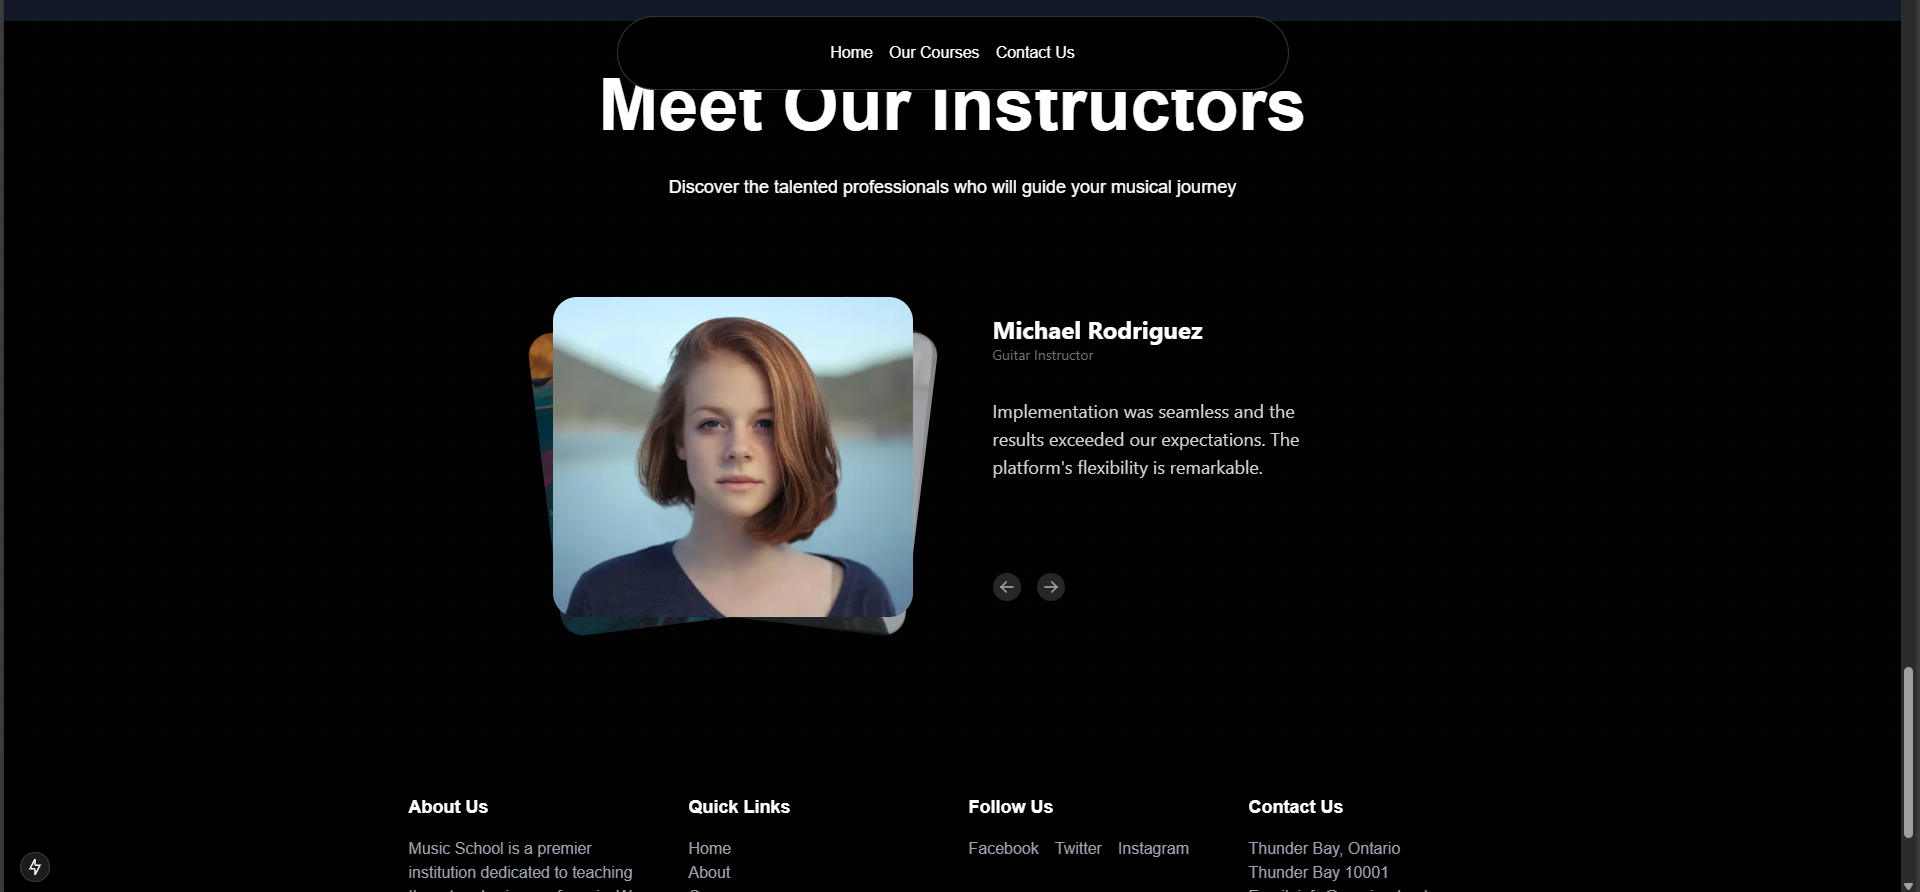 Home Our Courses Contact Us
Meet Our Instructors
Discover the talented professionals who will guide your musical journey
Michael Rodriguez
Guitar Instructor
Implementation was seamless and the
results exceeded our expectations. The
platform's flexibility is remarkable.
About Us
Music School is a premier
institution dedicated to teaching
Quick Links
Home
About
Follow Us
Facebook Twitter Instagram
Contact Us
Thunder Bay, Ontario
Thunder Bay 10001